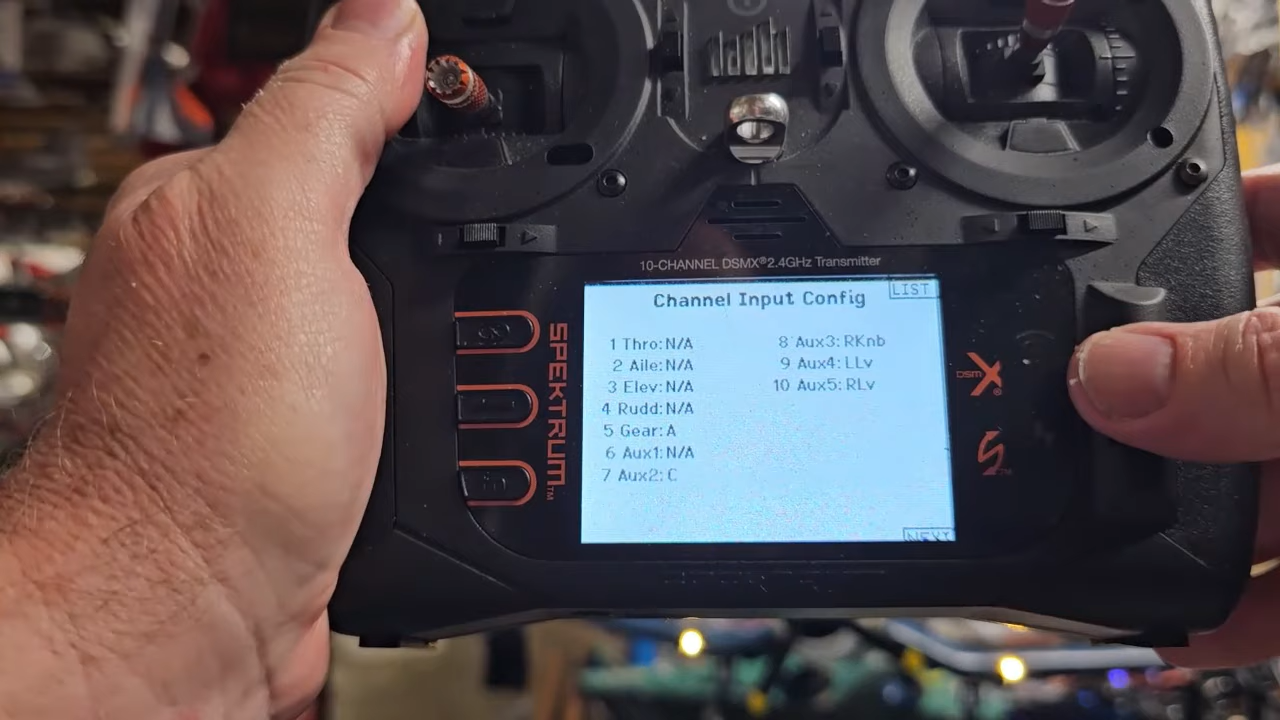 10-CHANNEL DSMX®2.4GHz Transmitter
LIST
Channel Input Config
1 Thro: N/A
2 Aile: N/A
3 Elev: N/A
4 Rudd: N/A
5 Gear: A
6 Aux1: N/A
7 Aux2: C
8 Aux3: RKnb
9 Aux4: LLv
10 Aux5: RLv
NEXT
SPEKTRUM™
DSMX®